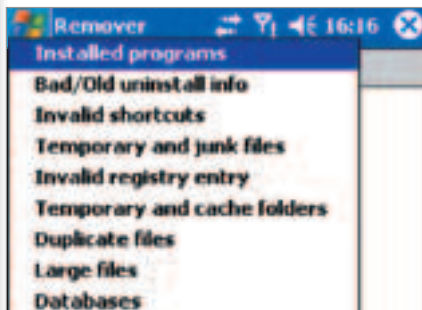 Remover 16:16
Installed programs
Bad/Old uninstall info
Invalid shortcuts
Temporary and junk files
Invalid registry entry
Temporary and cache folders
Duplicate files
Large files
Databases